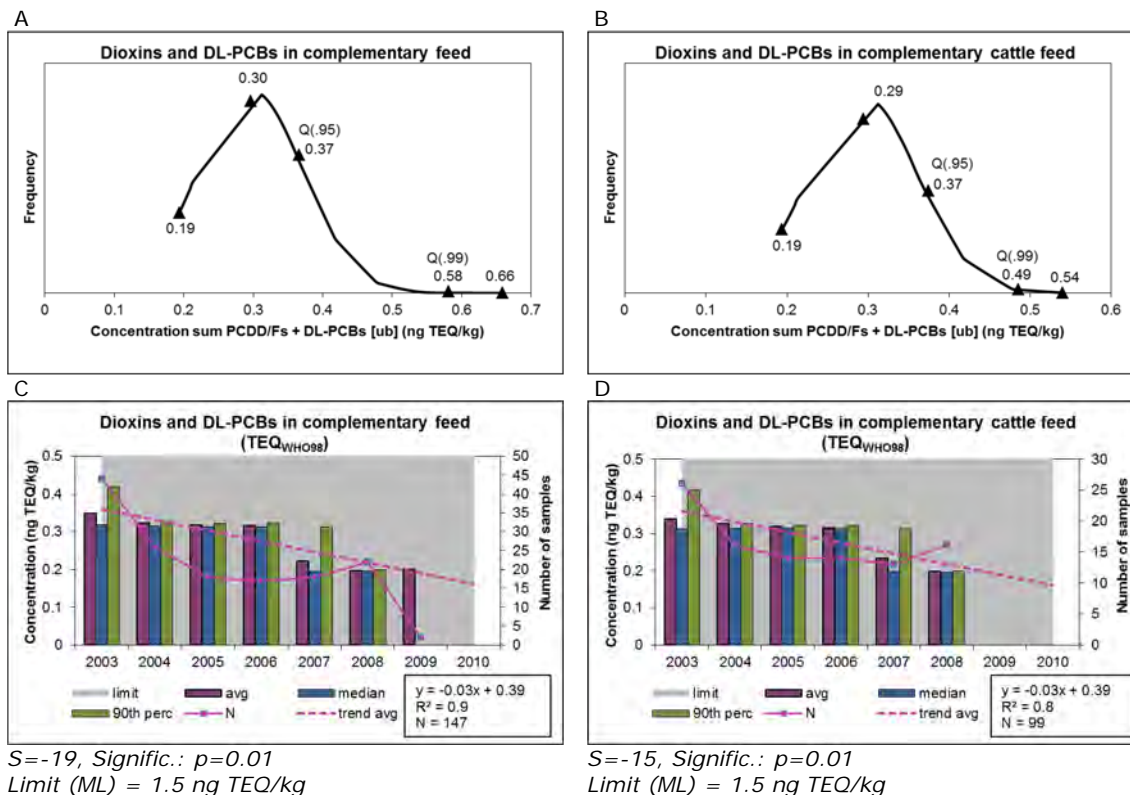 A
Dioxins and DL-PCBs in complementary feed
Frequency
0.30
Q(.95)
0.37
0.19
Q(.99)
0.58
0.66
0 0.1 0.2 0.3 0.4 0.5 0.6 0.7
Concentration sum PCDD/Fs + DL-PCBs [ub] (ng TEQ/kg)
B
Dioxins and DL-PCBs in complementary cattle feed
Frequency
0.29
Q(.95)
0.37
0.19
Q(.99)
0.49
0.54
0 0.1 0.2 0.3 0.4 0.5 0.6
Concentration sum PCDD/Fs + DL-PCBs [ub] (ng TEQ/kg)
C
Dioxins and DL-PCBs in complementary feed
(TEQWHO98)
Concentration (ng TEQ/kg)
0.5
0.4
0.3
0.2
0.1
0
50
45
40
35
30
25
20
15
10
5
0
Number of samples
2003 2004 2005 2006 2007 2008 2009 2010
limit avg median
90th perc N trend avg
y = -0.03x + 0.39
R² = 0.9
N = 147
S=-19, Signific.: p=0.01
Limit (ML) = 1.5 ng TEQ/kg
D
Dioxins and DL-PCBs in complementary cattle feed
(TEQWHO98)
Concentration (ng TEQ/kg)
0.5
0.4
0.3
0.2
0.1
0
30
25
20
15
10
5
0
Number of samples
2003 2004 2005 2006 2007 2008 2009 2010
limit avg median
90th perc N trend avg
y = -0.03x + 0.39
R² = 0.8
N = 99
S=-15, Signific.: p=0.01
Limit (ML) = 1.5 ng TEQ/kg